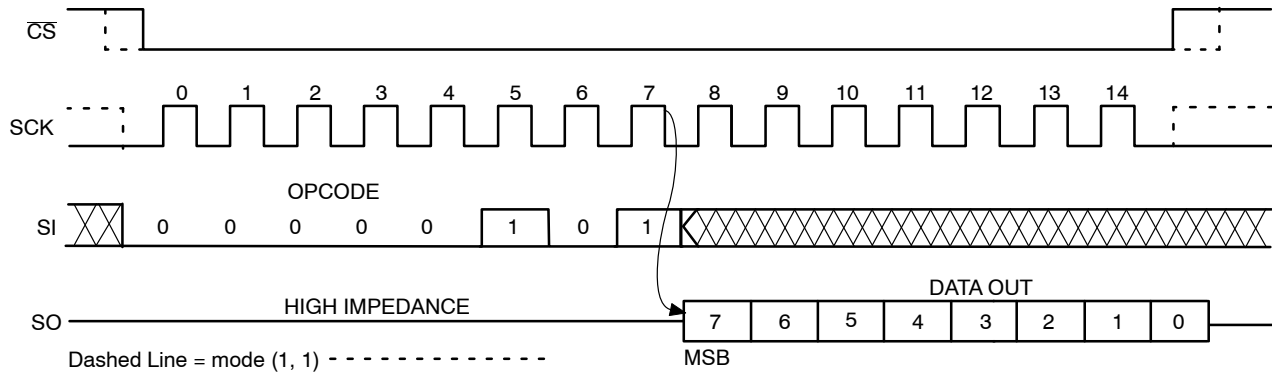 CS
0 1 2 3 4 5 6 7 8 9 10 11 12 13 14
SCK
OPCODE
SI 0 0 0 0 0 1 0 1
DATA OUT
HIGH IMPEDANCE
SO 7 6 5 4 3 2 1 0
Dashed Line = mode (1, 1)
MSB